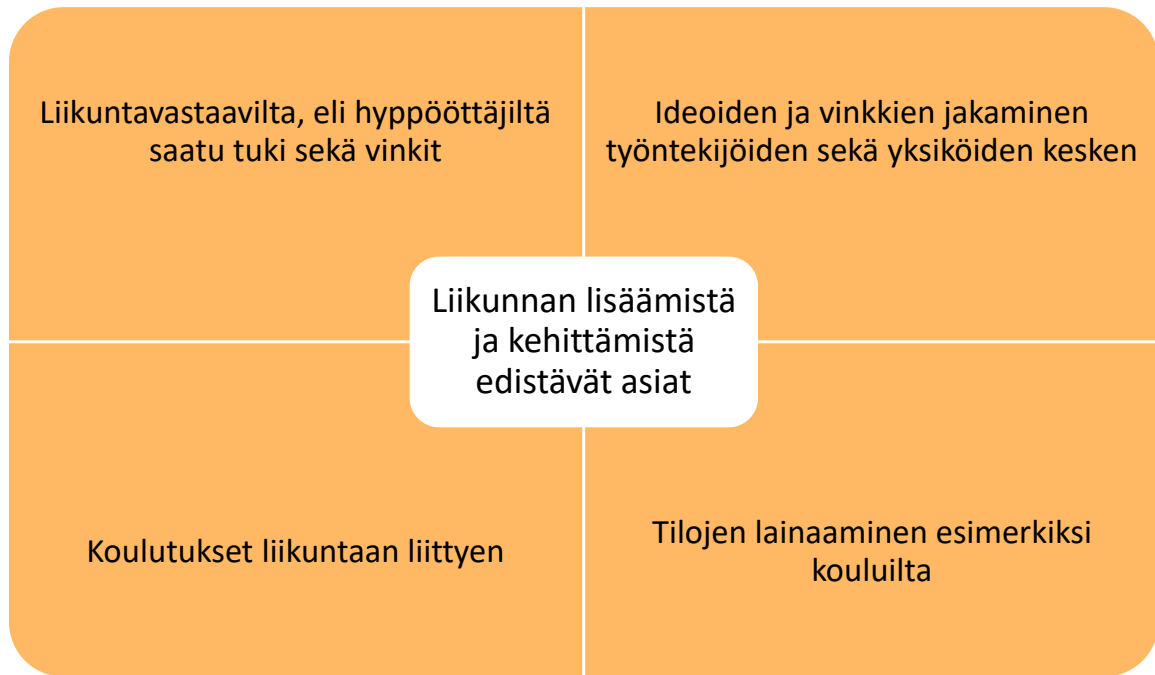 Liikuntavastaavilta, eli hyppööttäjiltä
saatu tuki sekä vinkit
Ideoiden ja vinkkien jakaminen
työntekijöiden sekä yksiköiden kesken
Liikunnan lisäämistä
ja kehittämistä
edistävät asiat
Koulutukset liikuntaan liittyen
Tilojen lainaaminen esimerkiksi
kouluilta